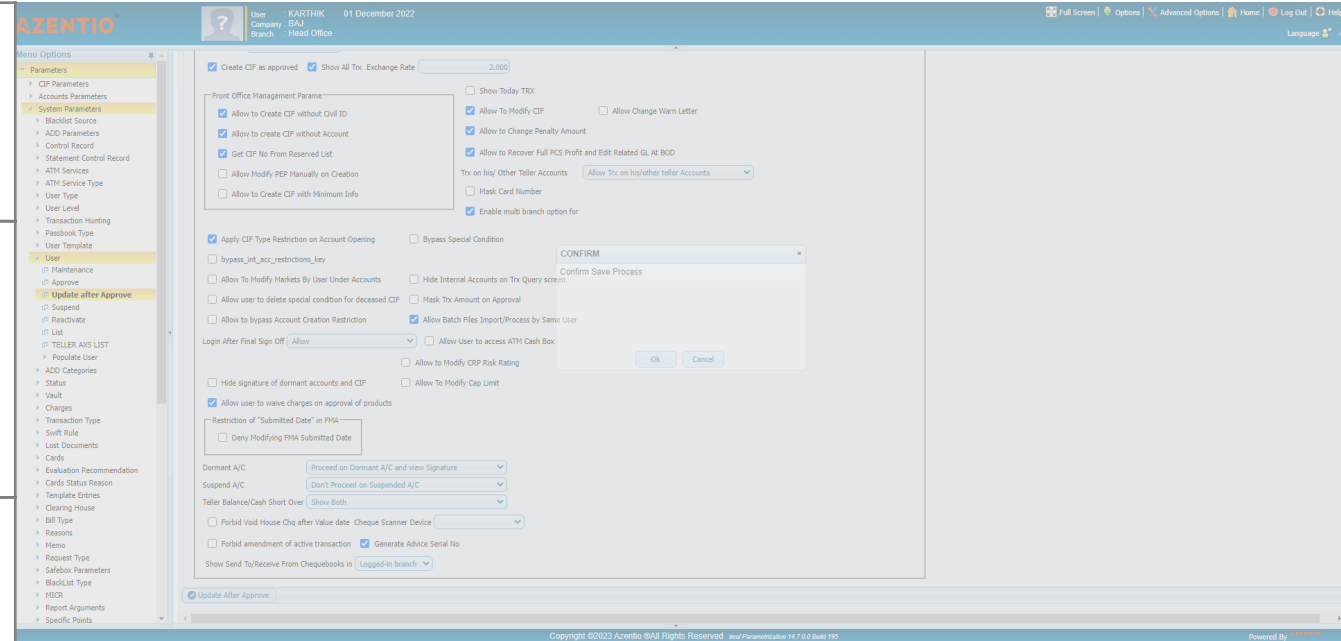 AZENTIO
User : KARTHIK 01 December 2022
Company : BAJ
Branch : Head Office
Full Screen | Options | Advanced Options | Home | Log Out | Help
Language
Menu Options
Parameters
CIF Parameters
Accounts Parameters
System Parameters
Blacklist Source
ADD Parameters
Control Record
Statement Control Record
ATM Services
ATM Service Type
User Type
User Level
Transaction Hunting
Passbook Type
User Template
User
Maintenance
Approve
Update after Approve
Suspend
Reactivate
List
TELLER AXS LIST
Populate User
ADD Categories
Status
Vault
Charges
Transaction Type
Swift Rule
Lost Documents
Cards
Evaluation Recommendation
Cards Status Reason
Template Entries
Clearing House
Bill Type
Reasons
Memo
Request Type
Safebox Parameters
BlackList Type
MICR
Report Arguments
Specific Points
Create CIF as approved Show All Trx Exchange Rate 2.000
Front Office Management Parame
Allow to Create CIF without Civil ID
Allow to create CIF without Account
Get CIF No From Reserved List
Allow Modify PEP Manually on Creation
Allow to Create CIF with Minimum Info
Show Today TRX
Allow To Modify CIF Allow Change Warn Letter
Allow to Change Penalty Amount
Allow to Recover Full PCS Profit and Edit Related GL At BOD
Trx on his/ Other Teller Accounts Allow Trx on his/other teller Accounts
Mask Card Number
Enable multi branch option for
Apply CIF Type Restriction on Account Opening Bypass Special Condition
bypass_int_acc_restrictions_key
Allow To Modify Markets By User Under Accounts Hide Internal Accounts on Trx Query screen
Allow user to delete special condition for deceased CIF Mask Trx Amount on Approval
Allow to bypass Account Creation Restriction Allow Batch Files Import/Process by Same User
Login After Final Sign Off Allow Allow User to access ATM Cash Box
Allow to Modify CRP Risk Rating
Hide signature of dormant accounts and CIF Allow To Modify Cap Limit
Allow user to waive charges on approval of products
Restriction of "Submitted Date" in FMA
Deny Modifying FMA Submitted Date
Dormant A/C Proceed on Dormant A/C and view Signature
Suspend A/C Don't Proceed on Suspended A/C
Teller Balance/Cash Short Over Show Both
Forbid Void House Chq after Value date Cheque Scanner Device
Forbid amendment of active transaction Generate Advice Serial No
Show Send To/Receive From Chequebooks in Logged-in branch
CONFIRM
Confirm Save Process
Ok Cancel
Update After Approve
Copyright ©2023 Azentio ®All Rights Reserved imal Parametrization 14.7.0.0 Build 195
Powered By